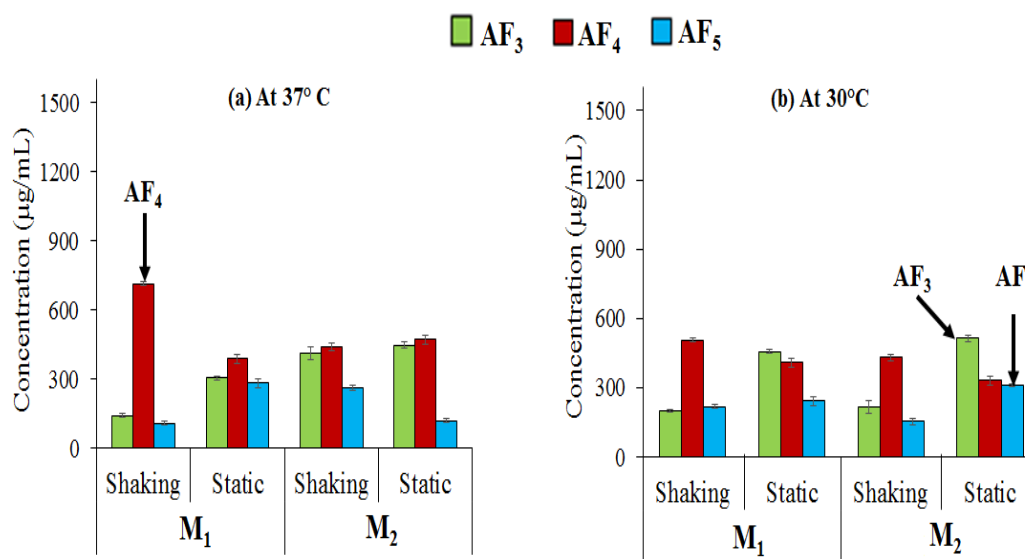 AF₃ AF₄ AF₅
(a) At 37° C
Concentration (µg/mL)
1500
1200
900
600
300
0
AF₄
Shaking Static Shaking Static
M₁ M₂
(b) At 30°C
Concentration (µg/mL)
1500
1200
900
600
300
0
AF₃ AF
Shaking Static Shaking Static
M₁ M₂